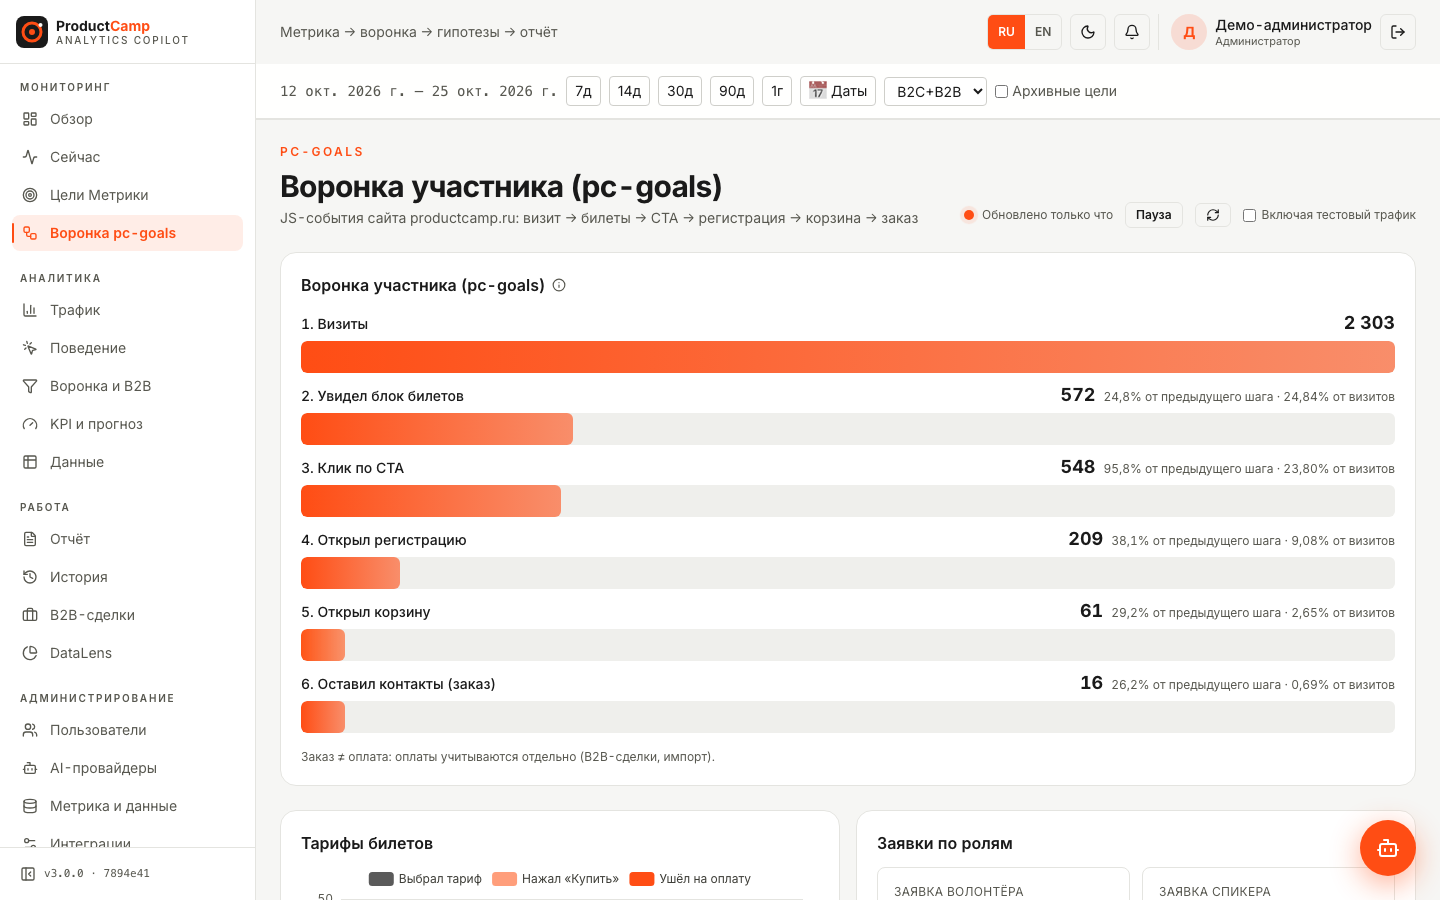 ProductCamp
ANALYTICS COPILOT
МОНИТОРИНГ
Обзор
Сейчас
Цели Метрики
Воронка pc-goals
АНАЛИТИКА
Трафик
Поведение
Воронка и B2B
KPI и прогноз
Данные
РАБОТА
Отчёт
История
B2B-сделки
DataLens
АДМИНИСТРИРОВАНИЕ
Пользователи
AI-провайдеры
Метрика и данные
Интеграции
v3.0.0 · 7894e41
Метрика → воронка → гипотезы → отчёт
RU EN
Д
Демо-администратор
Администратор
12 окт. 2026 г. — 25 окт. 2026 г. 7д 14д 30д 90д 1г 📅 Даты B2C+B2B Архивные цели
PC-GOALS
Воронка участника (pc-goals)
JS-события сайта productcamp.ru: визит → билеты → CTA → регистрация → корзина → заказ
Обновлено только что Пауза Включая тестовый трафик
Воронка участника (pc-goals)
1. Визиты 2 303
2. Увидел блок билетов 572 24,8% от предыдущего шага · 24,84% от визитов
3. Клик по CTA 548 95,8% от предыдущего шага · 23,80% от визитов
4. Открыл регистрацию 209 38,1% от предыдущего шага · 9,08% от визитов
5. Открыл корзину 61 29,2% от предыдущего шага · 2,65% от визитов
6. Оставил контакты (заказ) 16 26,2% от предыдущего шага · 0,69% от визитов
Заказ ≠ оплата: оплаты учитываются отдельно (B2B-сделки, импорт).
Тарифы билетов
Выбрал тариф Нажал «Купить» Ушёл на оплату
50
Заявки по ролям
ЗАЯВКА ВОЛОНТЁРА
ЗАЯВКА СПИКЕРА